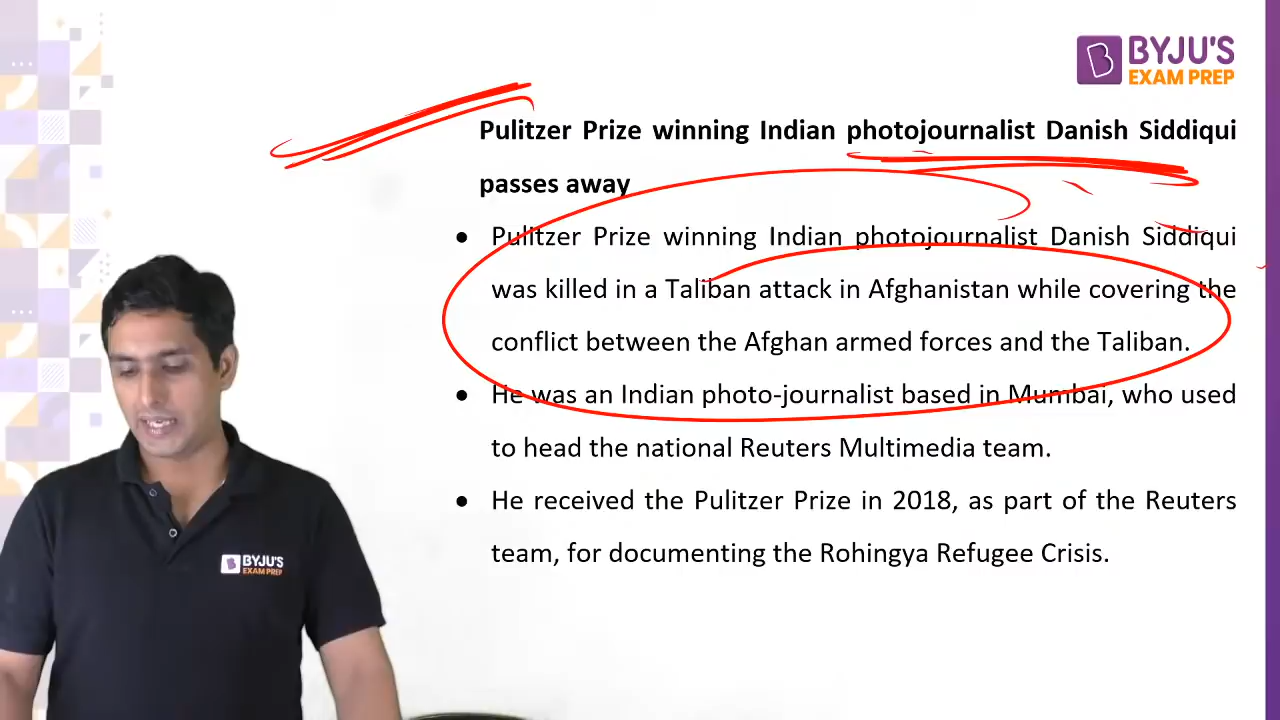 BYJU'S
EXAM PREP
Pulitzer Prize winning Indian photojournalist Danish Siddiqui
passes away
• Pulitzer Prize winning Indian photojournalist Danish Siddiqui
was killed in a Taliban attack in Afghanistan while covering the
conflict between the Afghan armed forces and the Taliban.
• He was an Indian photo-journalist based in Mumbai, who used
to head the national Reuters Multimedia team.
• He received the Pulitzer Prize in 2018, as part of the Reuters
team, for documenting the Rohingya Refugee Crisis.
BYJU'S
EXAM PREP